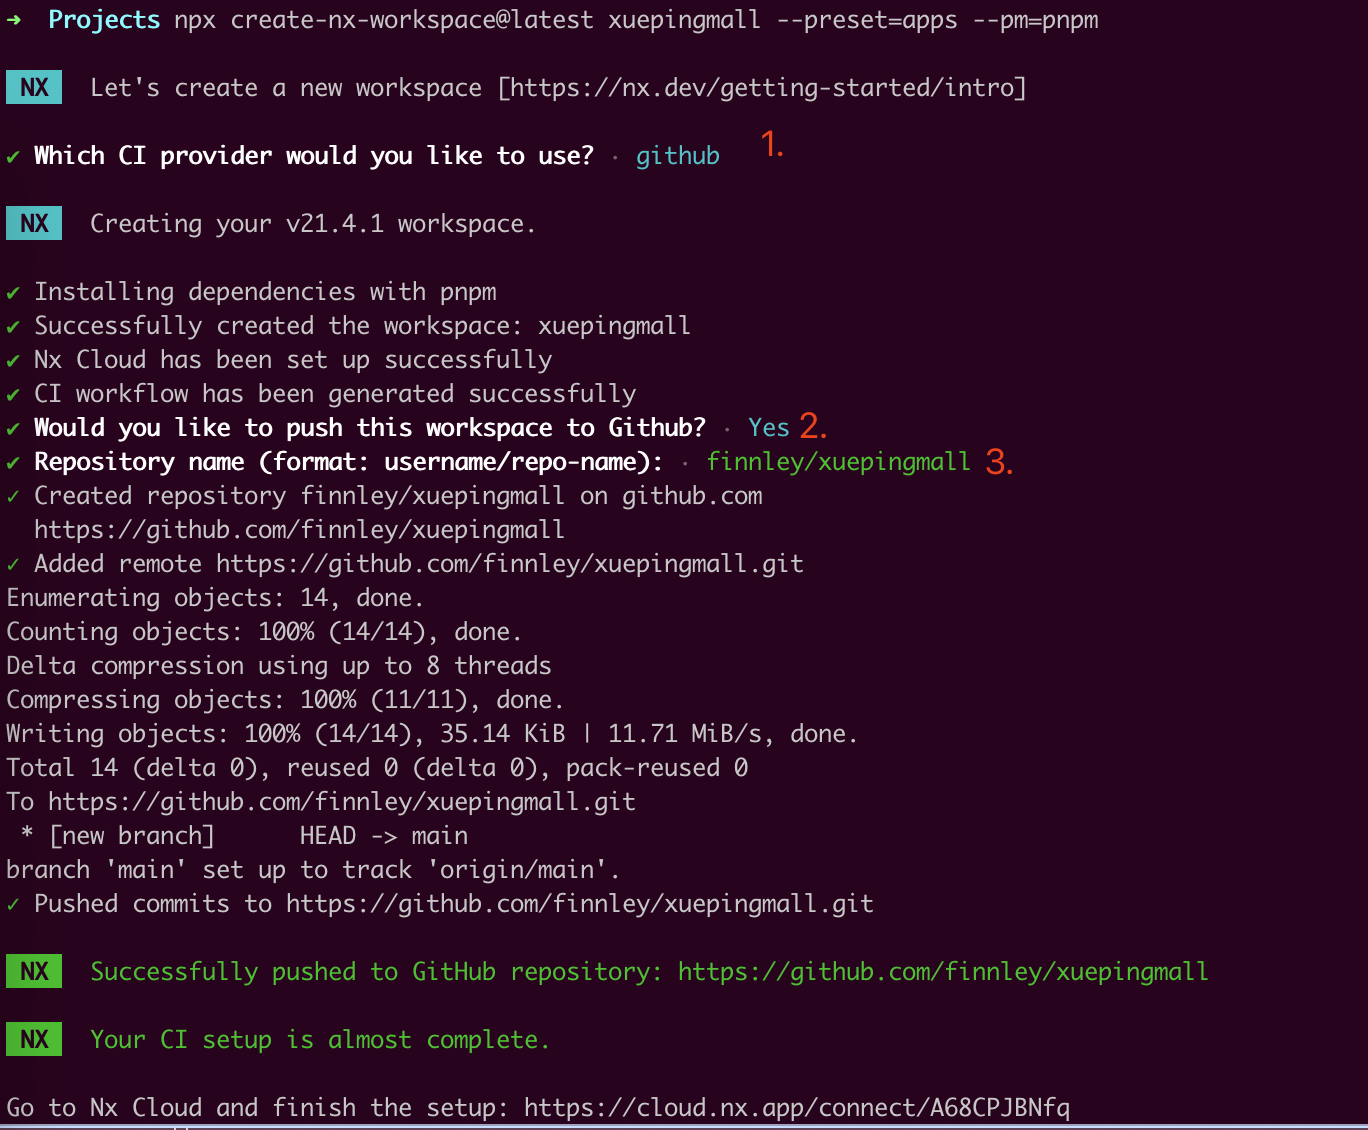 ➜  Projects npx create-nx-workspace@latest xuepingmall --preset=apps --pm=pnpm
NX  Let's create a new workspace [https://nx.dev/getting-started/intro]
✔ Which CI provider would you like to use? · github 1.
NX  Creating your v21.4.1 workspace.
✔ Installing dependencies with pnpm
✔ Successfully created the workspace: xuepingmall
✔ Nx Cloud has been set up successfully
✔ CI workflow has been generated successfully
✔ Would you like to push this workspace to Github? · Yes 2.
✔ Repository name (format: username/repo-name): · finnley/xuepingmall 3.
✓ Created repository finnley/xuepingmall on github.com
https://github.com/finnley/xuepingmall
✓ Added remote https://github.com/finnley/xuepingmall.git
Enumerating objects: 14, done.
Counting objects: 100% (14/14), done.
Delta compression using up to 8 threads
Compressing objects: 100% (11/11), done.
Writing objects: 100% (14/14), 35.14 KiB | 11.71 MiB/s, done.
Total 14 (delta 0), reused 0 (delta 0), pack-reused 0
To https://github.com/finnley/xuepingmall.git
* [new branch]      HEAD -> main
branch 'main' set up to track 'origin/main'.
✓ Pushed commits to https://github.com/finnley/xuepingmall.git
NX  Successfully pushed to GitHub repository: https://github.com/finnley/xuepingmall
NX  Your CI setup is almost complete.
Go to Nx Cloud and finish the setup: https://cloud.nx.app/connect/A68CPJBNfq